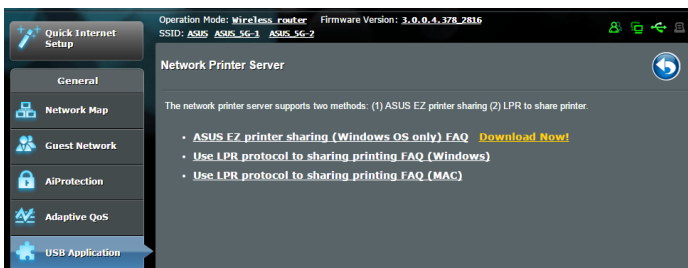 Quick Internet
Setup
Operation Mode: Wireless router Firmware Version: 3.0.0.4.378_2816
SSID: ASUS ASUS_5G-1 ASUS_5G-2
General
Network Map
Guest Network
AiProtection
Adaptive QoS
USB Application
Network Printer Server
The network printer server supports two methods: (1) ASUS EZ printer sharing (2) LPR to share printer.
• ASUS EZ printer sharing (Windows OS only) FAQ Download Now!
• Use LPR protocol to sharing printing FAQ (Windows)
• Use LPR protocol to sharing printing FAQ (MAC)